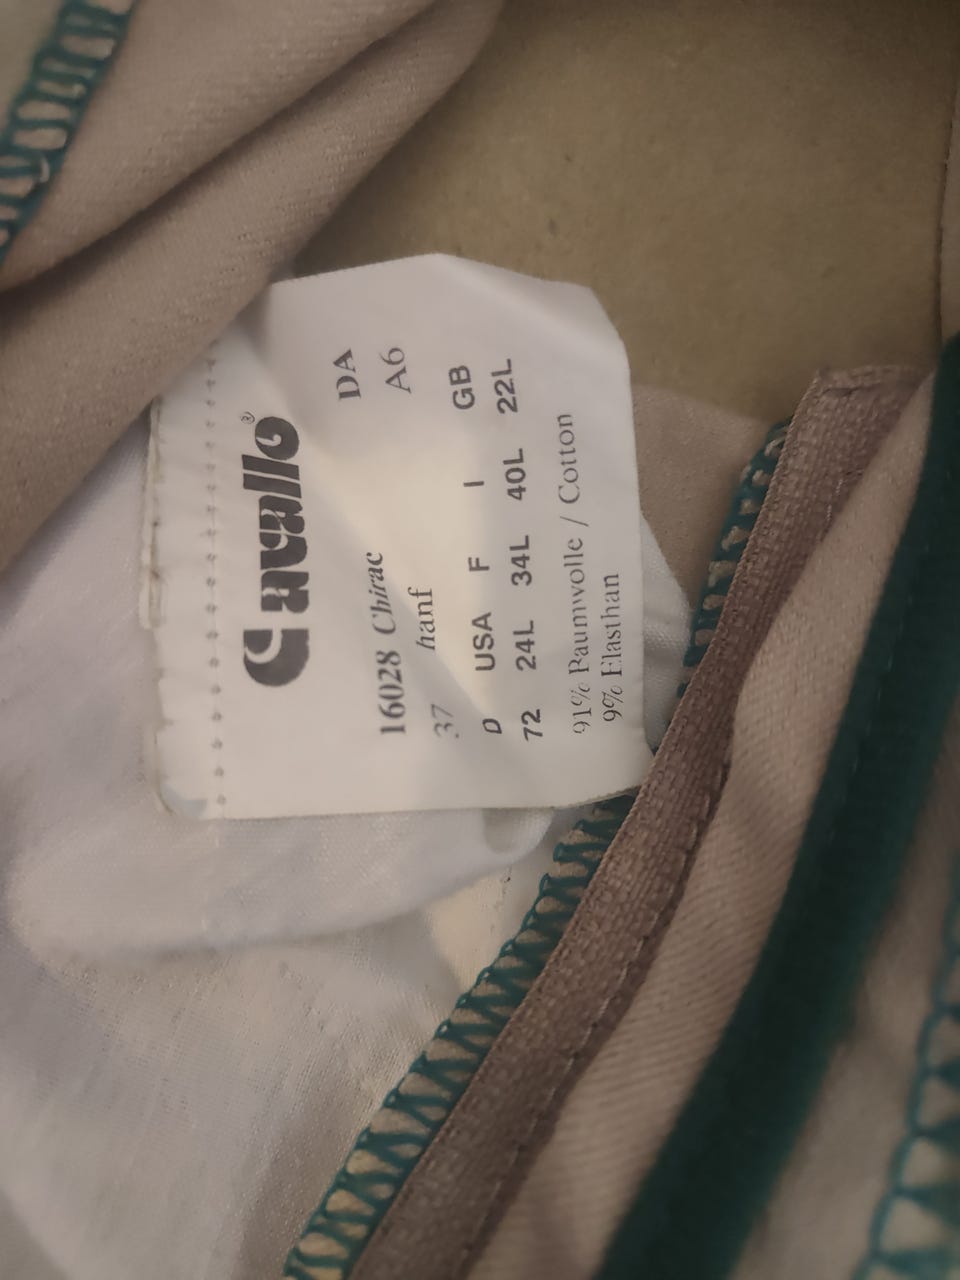 Cavallo®
DA
16028 Chirac A6
37 hanf
D USA F I GB
72 24L 34L 40L 22L
91% Baumwolle / Cotton
9% Elasthan